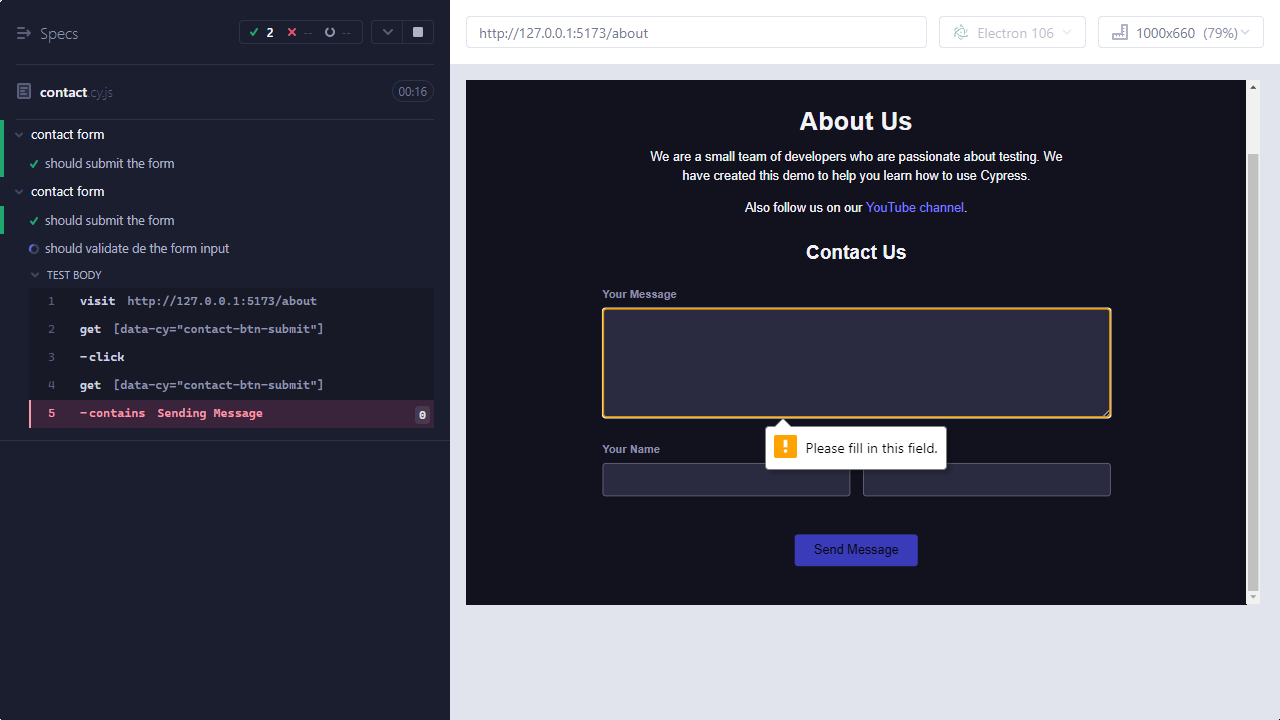 Specs
2 -- --
contact.cy.js
00:16
contact form
should submit the form
contact form
should submit the form
should validate de the form input
TEST BODY
1 visit http://127.0.0.1:5173/about
2 get [data-cy="contact-btn-submit"]
3 -click
4 get [data-cy="contact-btn-submit"]
5 -contains Sending Message 0
http://127.0.0.1:5173/about
Electron 106
1000x660 (79%)
About Us
We are a small team of developers who are passionate about testing. We
have created this demo to help you learn how to use Cypress.
Also follow us on our YouTube channel.
Contact Us
Your Message
Please fill in this field.
Your Name
Send Message